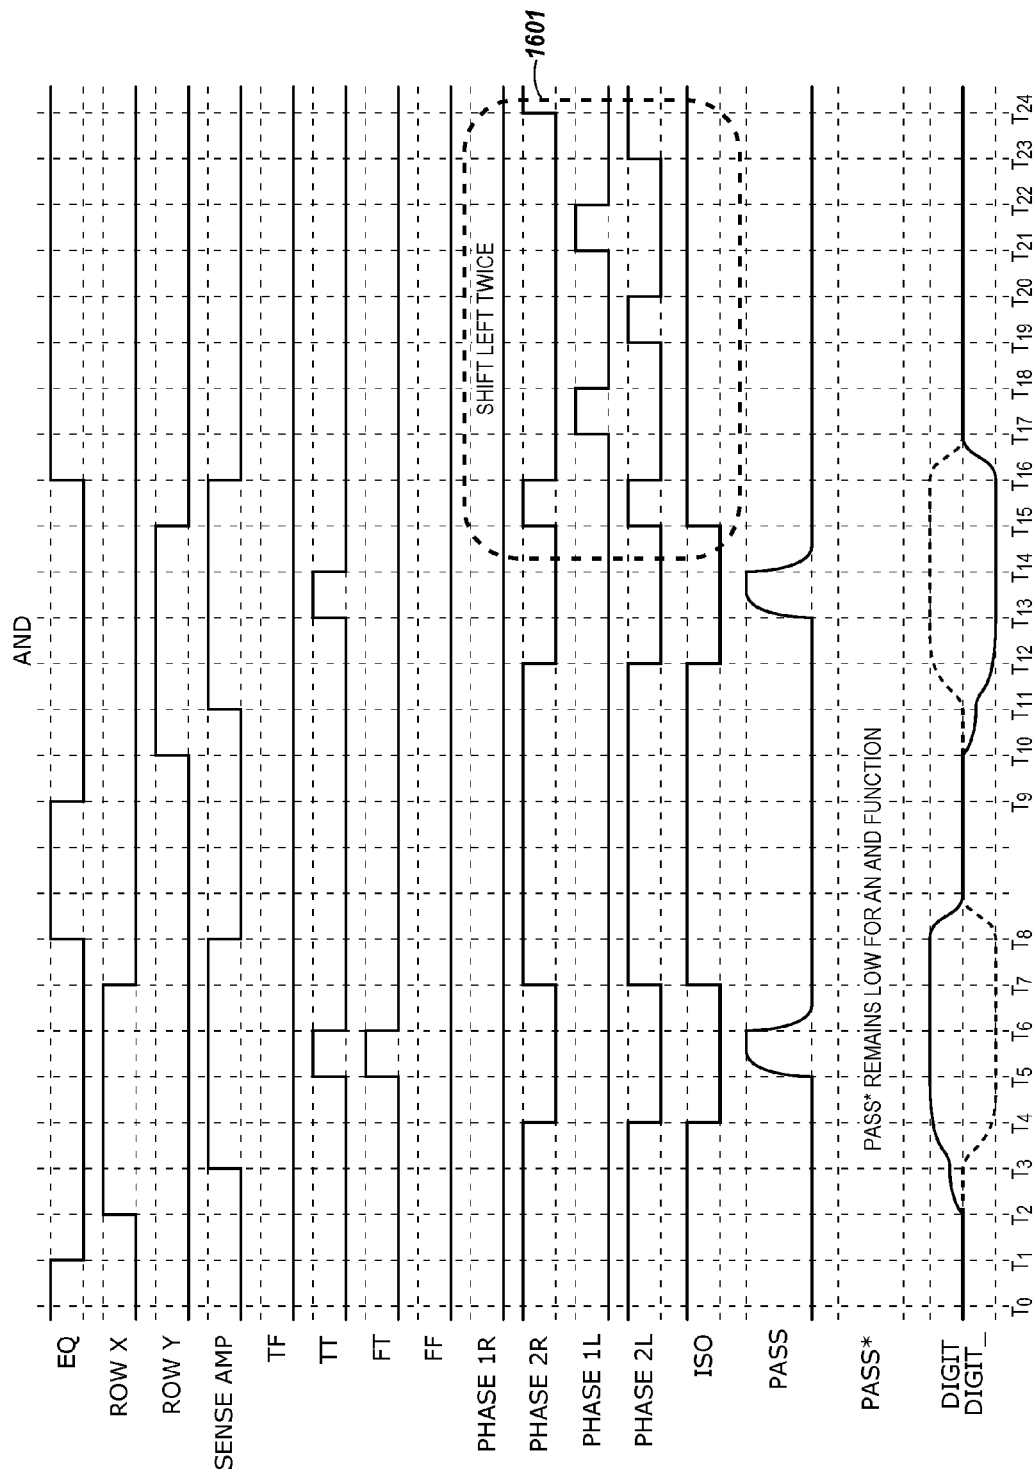 AND
EQ
ROW X
ROW Y
SENSE AMP
TF
TT
FT
FF
PHASE 1R
PHASE 2R
PHASE 1L
PHASE 2L
ISO
PASS
PASS*
DIGIT
DIGIT_
SHIFT LEFT TWICE
1601
PASS* REMAINS LOW FOR AN AND FUNCTION
T0 T1 T2 T3 T4 T5 T6 T7 T8 T9 T10 T11 T12 T13 T14 T15 T16 T17 T18 T19 T20 T21 T22 T23 T24